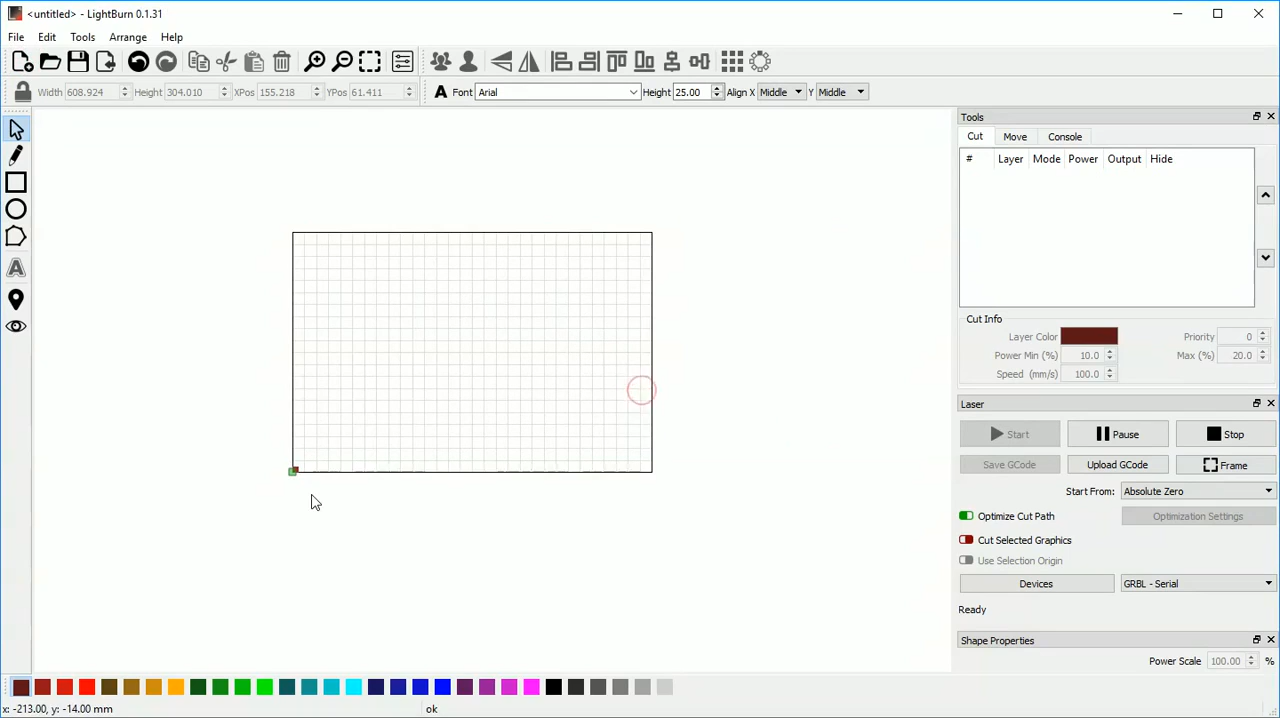 <untitled> - LightBurn 0.1.31
File Edit Tools Arrange Help
Width 608.924 Height 304.010 XPos 155.218 YPos 61.411 A Font Arial Height 25.00 Align X Middle Y Middle
Tools
Cut Move Console
# Layer Mode Power Output Hide
Cut Info
Layer Color Priority 0
Power Min (%) 10.0 Max (%) 20.0
Speed (mm/s) 100.0
Laser
Start Pause Stop
Save GCode Upload GCode Frame
Start From: Absolute Zero
Optimize Cut Path Optimization Settings
Cut Selected Graphics
Use Selection Origin
Devices GRBL - Serial
Ready
Shape Properties
Power Scale 100.00 %
x: -213.00, y: -14.00 mm ok